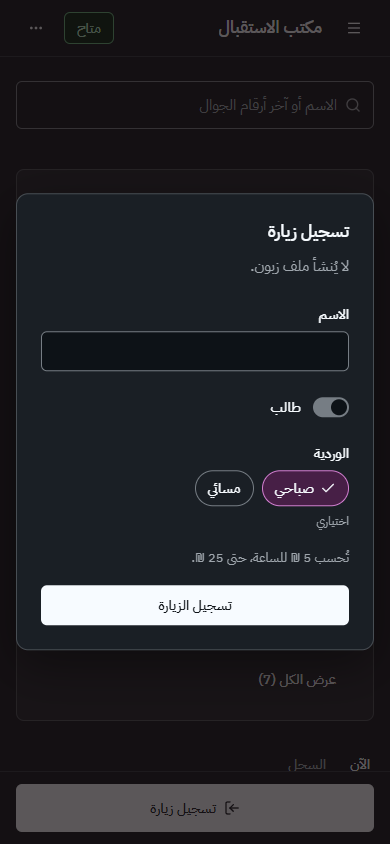 مكتب الاستقبال
متاح
الاسم أو آخر أرقام الجوال
تسجيل زيارة
لا يُنشأ ملف زبون.
الاسم
طالب
الوردية
صباحي
مسائي
اختياري
تُحسب 5 ₪ للساعة، حتى 25 ₪.
تسجيل الزيارة
عرض الكل (7)
الآن
السجل
تسجيل زيارة